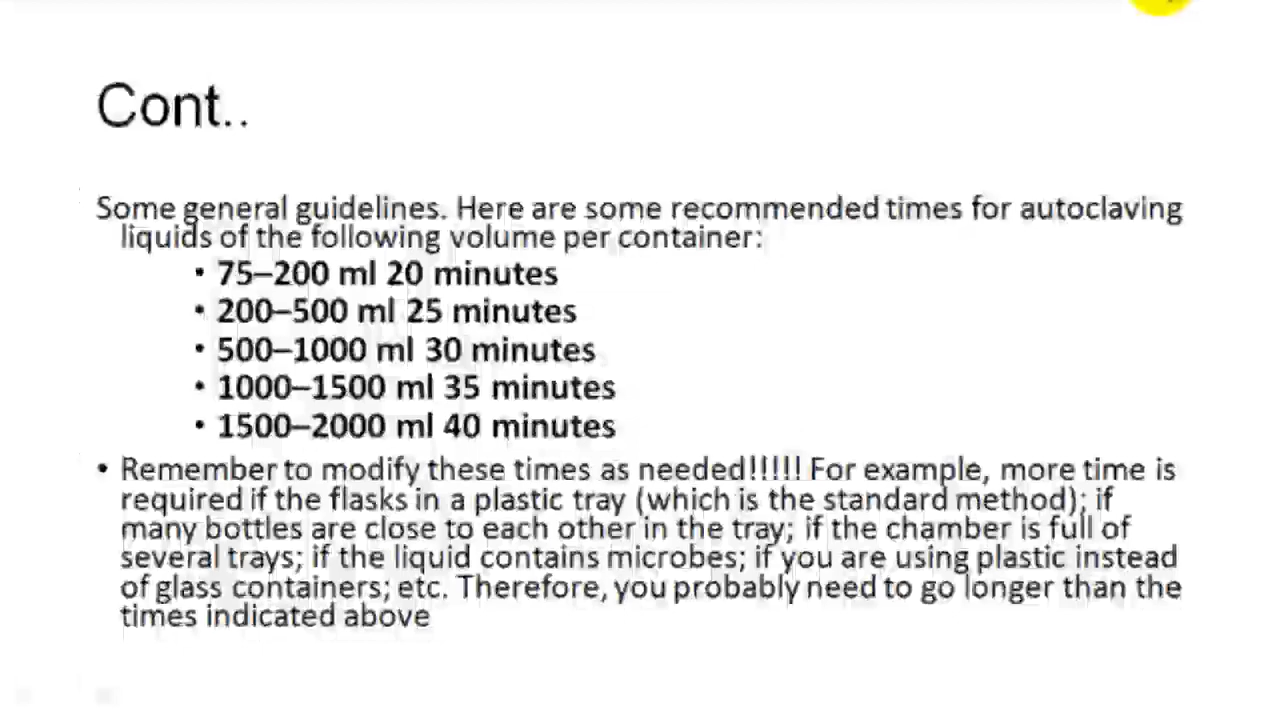 Cont..
Some general guidelines. Here are some recommended times for autoclaving
liquids of the following volume per container:
• 75–200 ml 20 minutes
• 200–500 ml 25 minutes
• 500–1000 ml 30 minutes
• 1000–1500 ml 35 minutes
• 1500–2000 ml 40 minutes
• Remember to modify these times as needed!!!!! For example, more time is
required if the flasks in a plastic tray (which is the standard method); if
many bottles are close to each other in the tray; if the chamber is full of
several trays; if the liquid contains microbes; if you are using plastic instead
of glass containers; etc. Therefore, you probably need to go longer than the
times indicated above